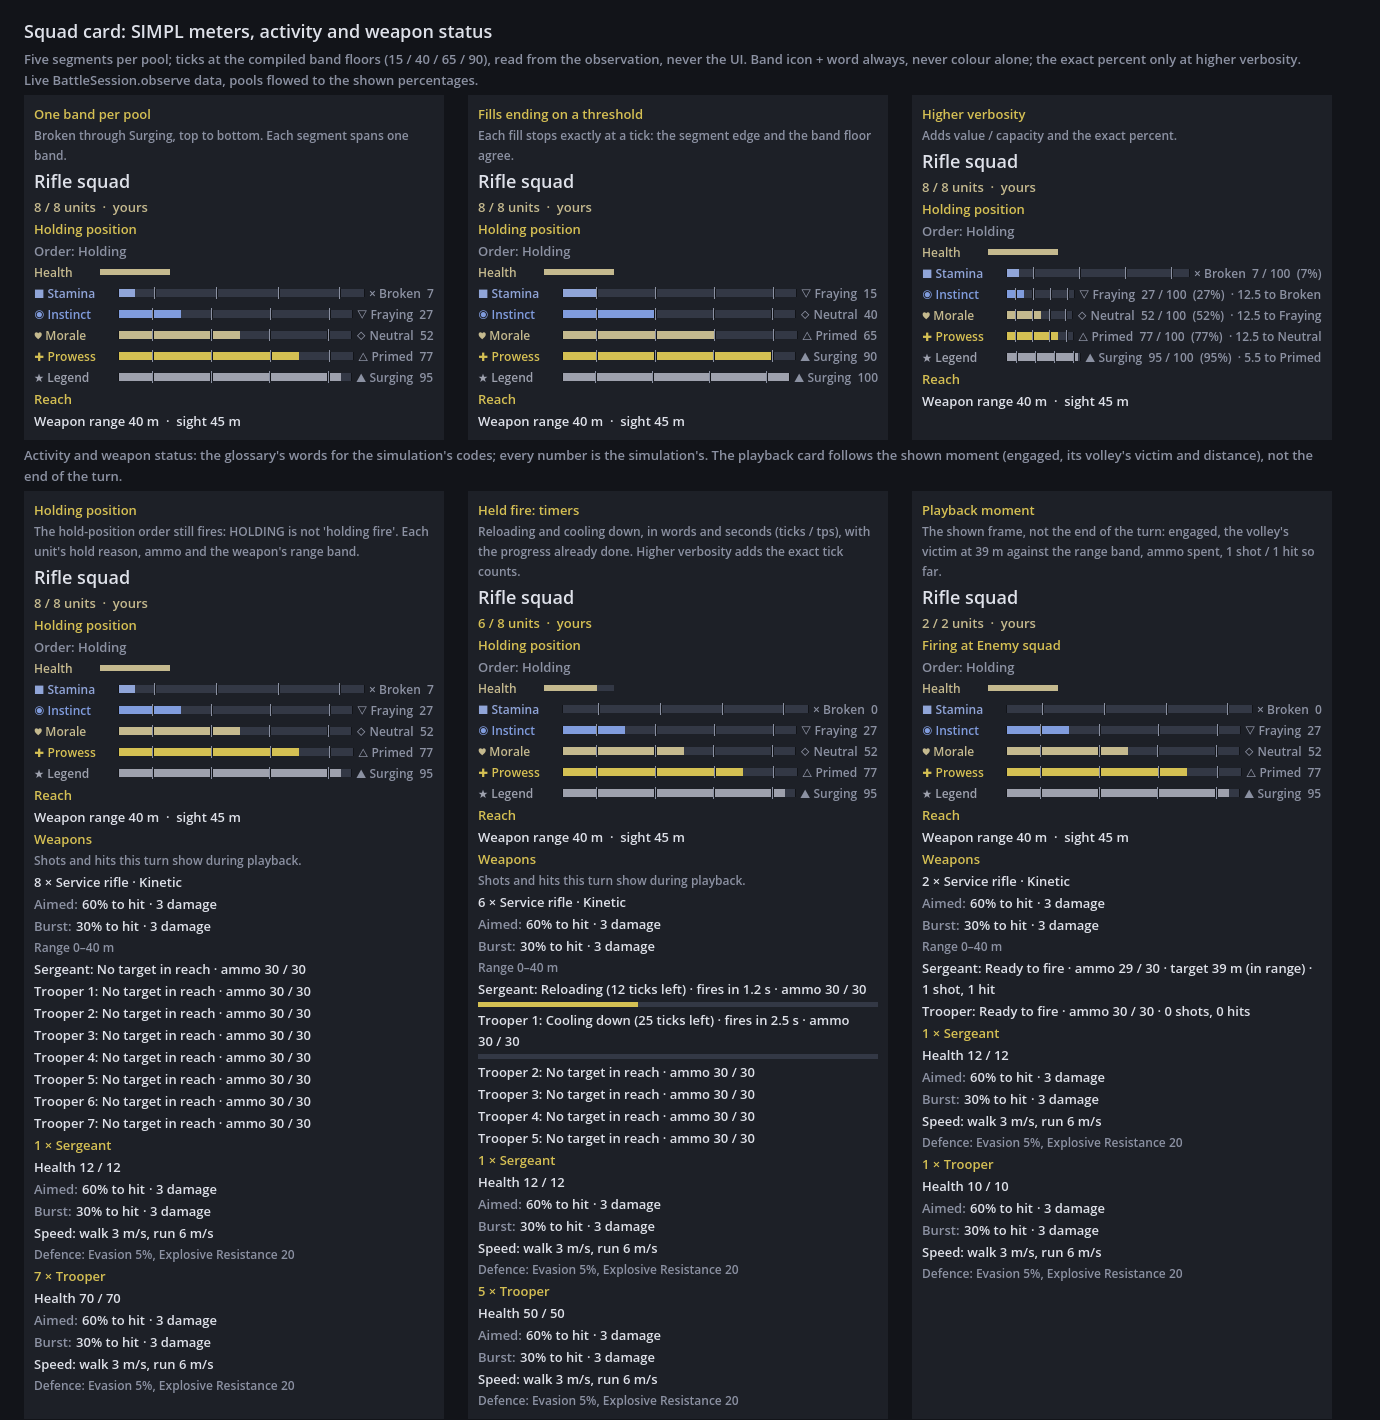 Squad card: SIMPL meters, activity and weapon status
Five segments per pool; ticks at the compiled band floors (15 / 40 / 65 / 90), read from the observation, never the UI. Band icon + word always, never colour alone; the exact percent only at higher verbosity.
Live BattleSession.observe data, pools flowed to the shown percentages.
One band per pool
Broken through Surging, top to bottom. Each segment spans one
band.
Rifle squad
8 / 8 units · yours
Holding position
Order: Holding
Health
■ Stamina × Broken 7
◉ Instinct ▽ Fraying 27
♥ Morale ◇ Neutral 52
✚ Prowess △ Primed 77
★ Legend ▲ Surging 95
Reach
Weapon range 40 m · sight 45 m
Fills ending on a threshold
Each fill stops exactly at a tick: the segment edge and the band floor
agree.
Rifle squad
8 / 8 units · yours
Holding position
Order: Holding
Health
■ Stamina ▽ Fraying 15
◉ Instinct ◇ Neutral 40
♥ Morale △ Primed 65
✚ Prowess ▲ Surging 90
★ Legend ▲ Surging 100
Reach
Weapon range 40 m · sight 45 m
Higher verbosity
Adds value / capacity and the exact percent.
Rifle squad
8 / 8 units · yours
Holding position
Order: Holding
Health
■ Stamina × Broken 7 / 100 (7%)
◉ Instinct ▽ Fraying 27 / 100 (27%) · 12.5 to Broken
♥ Morale ◇ Neutral 52 / 100 (52%) · 12.5 to Fraying
✚ Prowess △ Primed 77 / 100 (77%) · 12.5 to Neutral
★ Legend ▲ Surging 95 / 100 (95%) · 5.5 to Primed
Reach
Weapon range 40 m · sight 45 m
Activity and weapon status: the glossary's words for the simulation's codes; every number is the simulation's. The playback card follows the shown moment (engaged, its volley's victim and distance), not the
end of the turn.
Holding position
The hold-position order still fires: HOLDING is not 'holding fire'. Each
unit's hold reason, ammo and the weapon's range band.
Rifle squad
8 / 8 units · yours
Holding position
Order: Holding
Health
■ Stamina × Broken 7
◉ Instinct ▽ Fraying 27
♥ Morale ◇ Neutral 52
✚ Prowess △ Primed 77
★ Legend ▲ Surging 95
Reach
Weapon range 40 m · sight 45 m
Weapons
Shots and hits this turn show during playback.
8 × Service rifle · Kinetic
Aimed: 60% to hit · 3 damage
Burst: 30% to hit · 3 damage
Range 0–40 m
Sergeant: No target in reach · ammo 30 / 30
Trooper 1: No target in reach · ammo 30 / 30
Trooper 2: No target in reach · ammo 30 / 30
Trooper 3: No target in reach · ammo 30 / 30
Trooper 4: No target in reach · ammo 30 / 30
Trooper 5: No target in reach · ammo 30 / 30
Trooper 6: No target in reach · ammo 30 / 30
Trooper 7: No target in reach · ammo 30 / 30
1 × Sergeant
Health 12 / 12
Aimed: 60% to hit · 3 damage
Burst: 30% to hit · 3 damage
Speed: walk 3 m/s, run 6 m/s
Defence: Evasion 5%, Explosive Resistance 20
7 × Trooper
Health 70 / 70
Aimed: 60% to hit · 3 damage
Burst: 30% to hit · 3 damage
Speed: walk 3 m/s, run 6 m/s
Defence: Evasion 5%, Explosive Resistance 20
Held fire: timers
Reloading and cooling down, in words and seconds (ticks / tps), with
the progress already done. Higher verbosity adds the exact tick
counts.
Rifle squad
6 / 8 units · yours
Holding position
Order: Holding
Health
■ Stamina × Broken 0
◉ Instinct ▽ Fraying 27
♥ Morale ◇ Neutral 52
✚ Prowess △ Primed 77
★ Legend ▲ Surging 95
Reach
Weapon range 40 m · sight 45 m
Weapons
Shots and hits this turn show during playback.
6 × Service rifle · Kinetic
Aimed: 60% to hit · 3 damage
Burst: 30% to hit · 3 damage
Range 0–40 m
Sergeant: Reloading (12 ticks left) · fires in 1.2 s · ammo 30 / 30
Trooper 1: Cooling down (25 ticks left) · fires in 2.5 s · ammo
30 / 30
Trooper 2: No target in reach · ammo 30 / 30
Trooper 3: No target in reach · ammo 30 / 30
Trooper 4: No target in reach · ammo 30 / 30
Trooper 5: No target in reach · ammo 30 / 30
1 × Sergeant
Health 12 / 12
Aimed: 60% to hit · 3 damage
Burst: 30% to hit · 3 damage
Speed: walk 3 m/s, run 6 m/s
Defence: Evasion 5%, Explosive Resistance 20
5 × Trooper
Health 50 / 50
Aimed: 60% to hit · 3 damage
Burst: 30% to hit · 3 damage
Speed: walk 3 m/s, run 6 m/s
Defence: Evasion 5%, Explosive Resistance 20
Playback moment
The shown frame, not the end of the turn: engaged, the volley's
victim at 39 m against the range band, ammo spent, 1 shot / 1 hit so
far.
Rifle squad
2 / 2 units · yours
Firing at Enemy squad
Order: Holding
Health
■ Stamina × Broken 0
◉ Instinct ▽ Fraying 27
♥ Morale ◇ Neutral 52
✚ Prowess △ Primed 77
★ Legend ▲ Surging 95
Reach
Weapon range 40 m · sight 45 m
Weapons
2 × Service rifle · Kinetic
Aimed: 60% to hit · 3 damage
Burst: 30% to hit · 3 damage
Range 0–40 m
Sergeant: Ready to fire · ammo 29 / 30 · target 39 m (in range) ·
1 shot, 1 hit
Trooper: Ready to fire · ammo 30 / 30 · 0 shots, 0 hits
1 × Sergeant
Health 12 / 12
Aimed: 60% to hit · 3 damage
Burst: 30% to hit · 3 damage
Speed: walk 3 m/s, run 6 m/s
Defence: Evasion 5%, Explosive Resistance 20
1 × Trooper
Health 10 / 10
Aimed: 60% to hit · 3 damage
Burst: 30% to hit · 3 damage
Speed: walk 3 m/s, run 6 m/s
Defence: Evasion 5%, Explosive Resistance 20